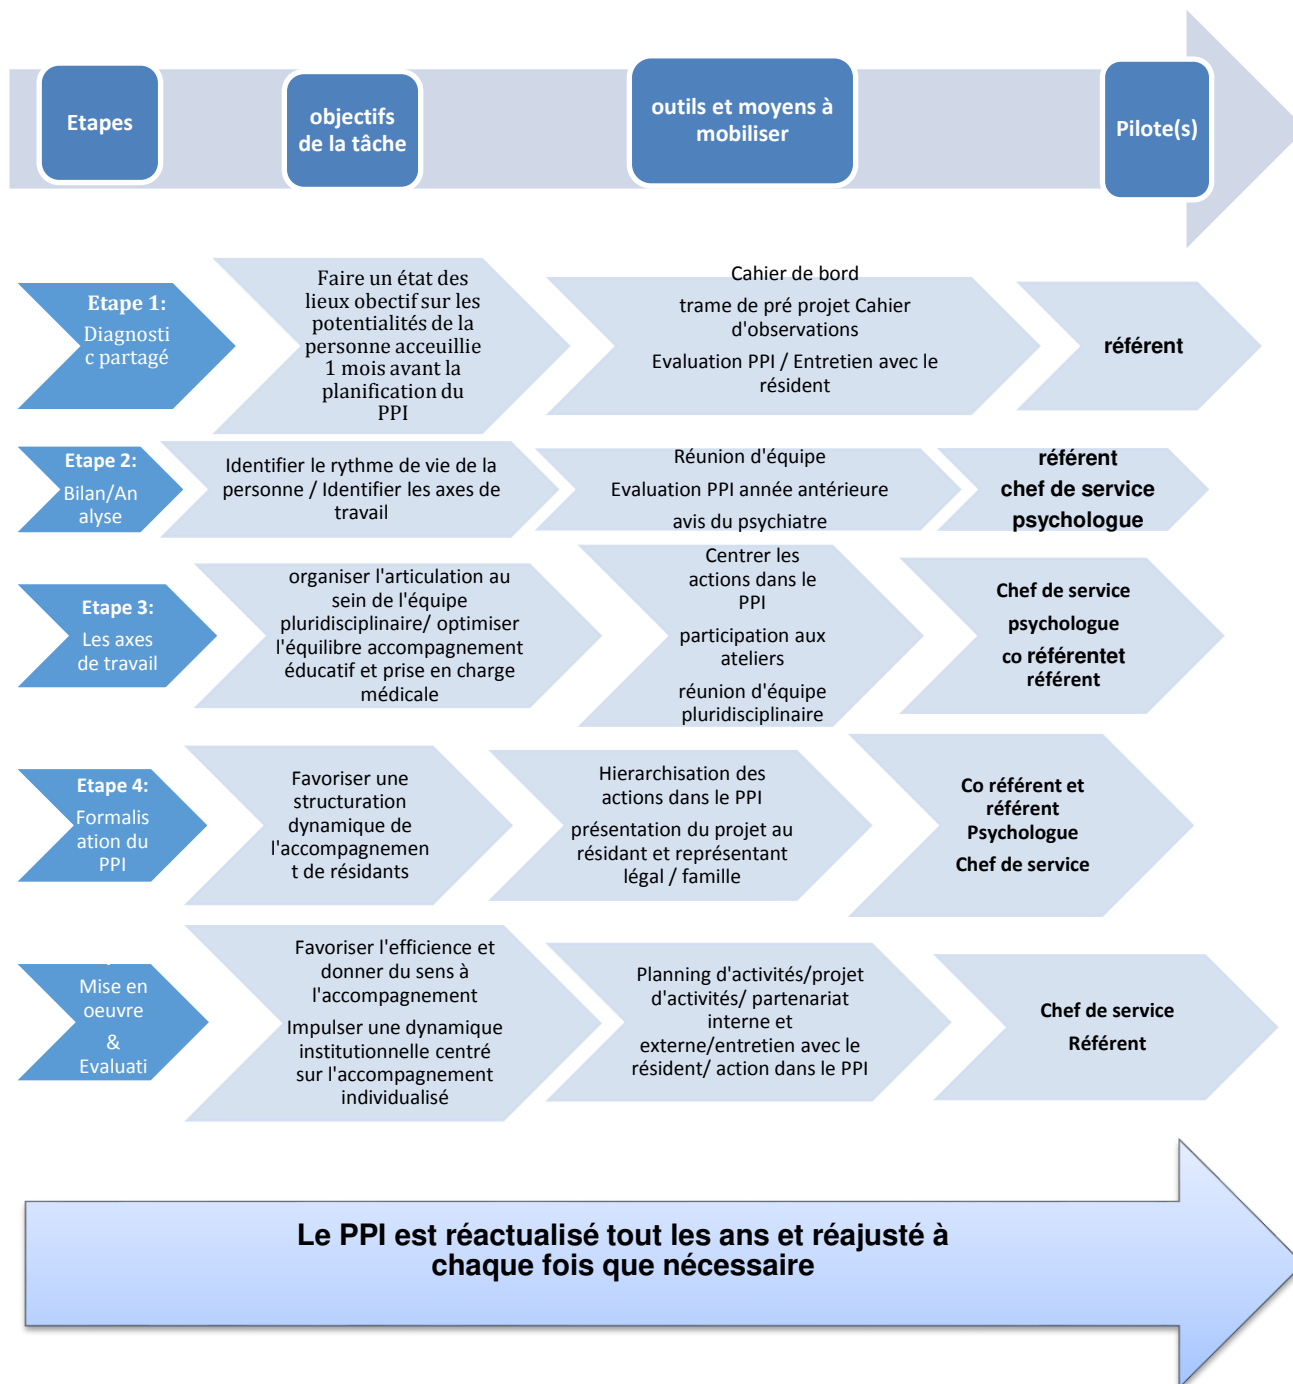 Etapes
objectifs
de la tâche
outils et moyens à
mobiliser
Pilote(s)
Etape 1:
Diagnosti
c partagé
Faire un état des
lieux obectif sur les
potentialités de la
personne acceuillie
1 mois avant la
planification du
PPI
Cahier de bord
trame de pré projet Cahier
d'observations
Evaluation PPI / Entretien avec le
résident
référent
Etape 2:
Bilan/An
alyse
Identifier le rythme de vie de la
personne / Identifier les axes de
travail
Réunion d'équipe
Evaluation PPI année antérieure
avis du psychiatre
référent
chef de service
psychologue
Etape 3:
Les axes
de travail
organiser l'articulation au
sein de l'équipe
pluridisciplinaire/ optimiser
l'équilibre accompagnement
éducatif et prise en charge
médicale
Centrer les
actions dans le
PPI
participation aux
ateliers
réunion d'équipe
pluridisciplinaire
Chef de service
psychologue
co référentet
référent
Etape 4:
Formalis
ation du
PPI
Favoriser une
structuration
dynamique de
l'accompagnemen
t de résidants
Hierarchisation des
actions dans le PPI
présentation du projet au
résidant et représentant
légal / famille
Co référent et
référent
Psychologue
Chef de service
Mise en
oeuvre
&
Evaluati
Favoriser l'efficience et
donner du sens à
l'accompagnement
Impulser une dynamique
institutionnelle centré
sur l'accompagnement
individualisé
Planning d'activités/projet
d'activités/ partenariat
interne et
externe/entretien avec le
résident/ action dans le PPI
Chef de service
Référent
Le PPI est réactualisé tout les ans et réajusté à
chaque fois que nécessaire